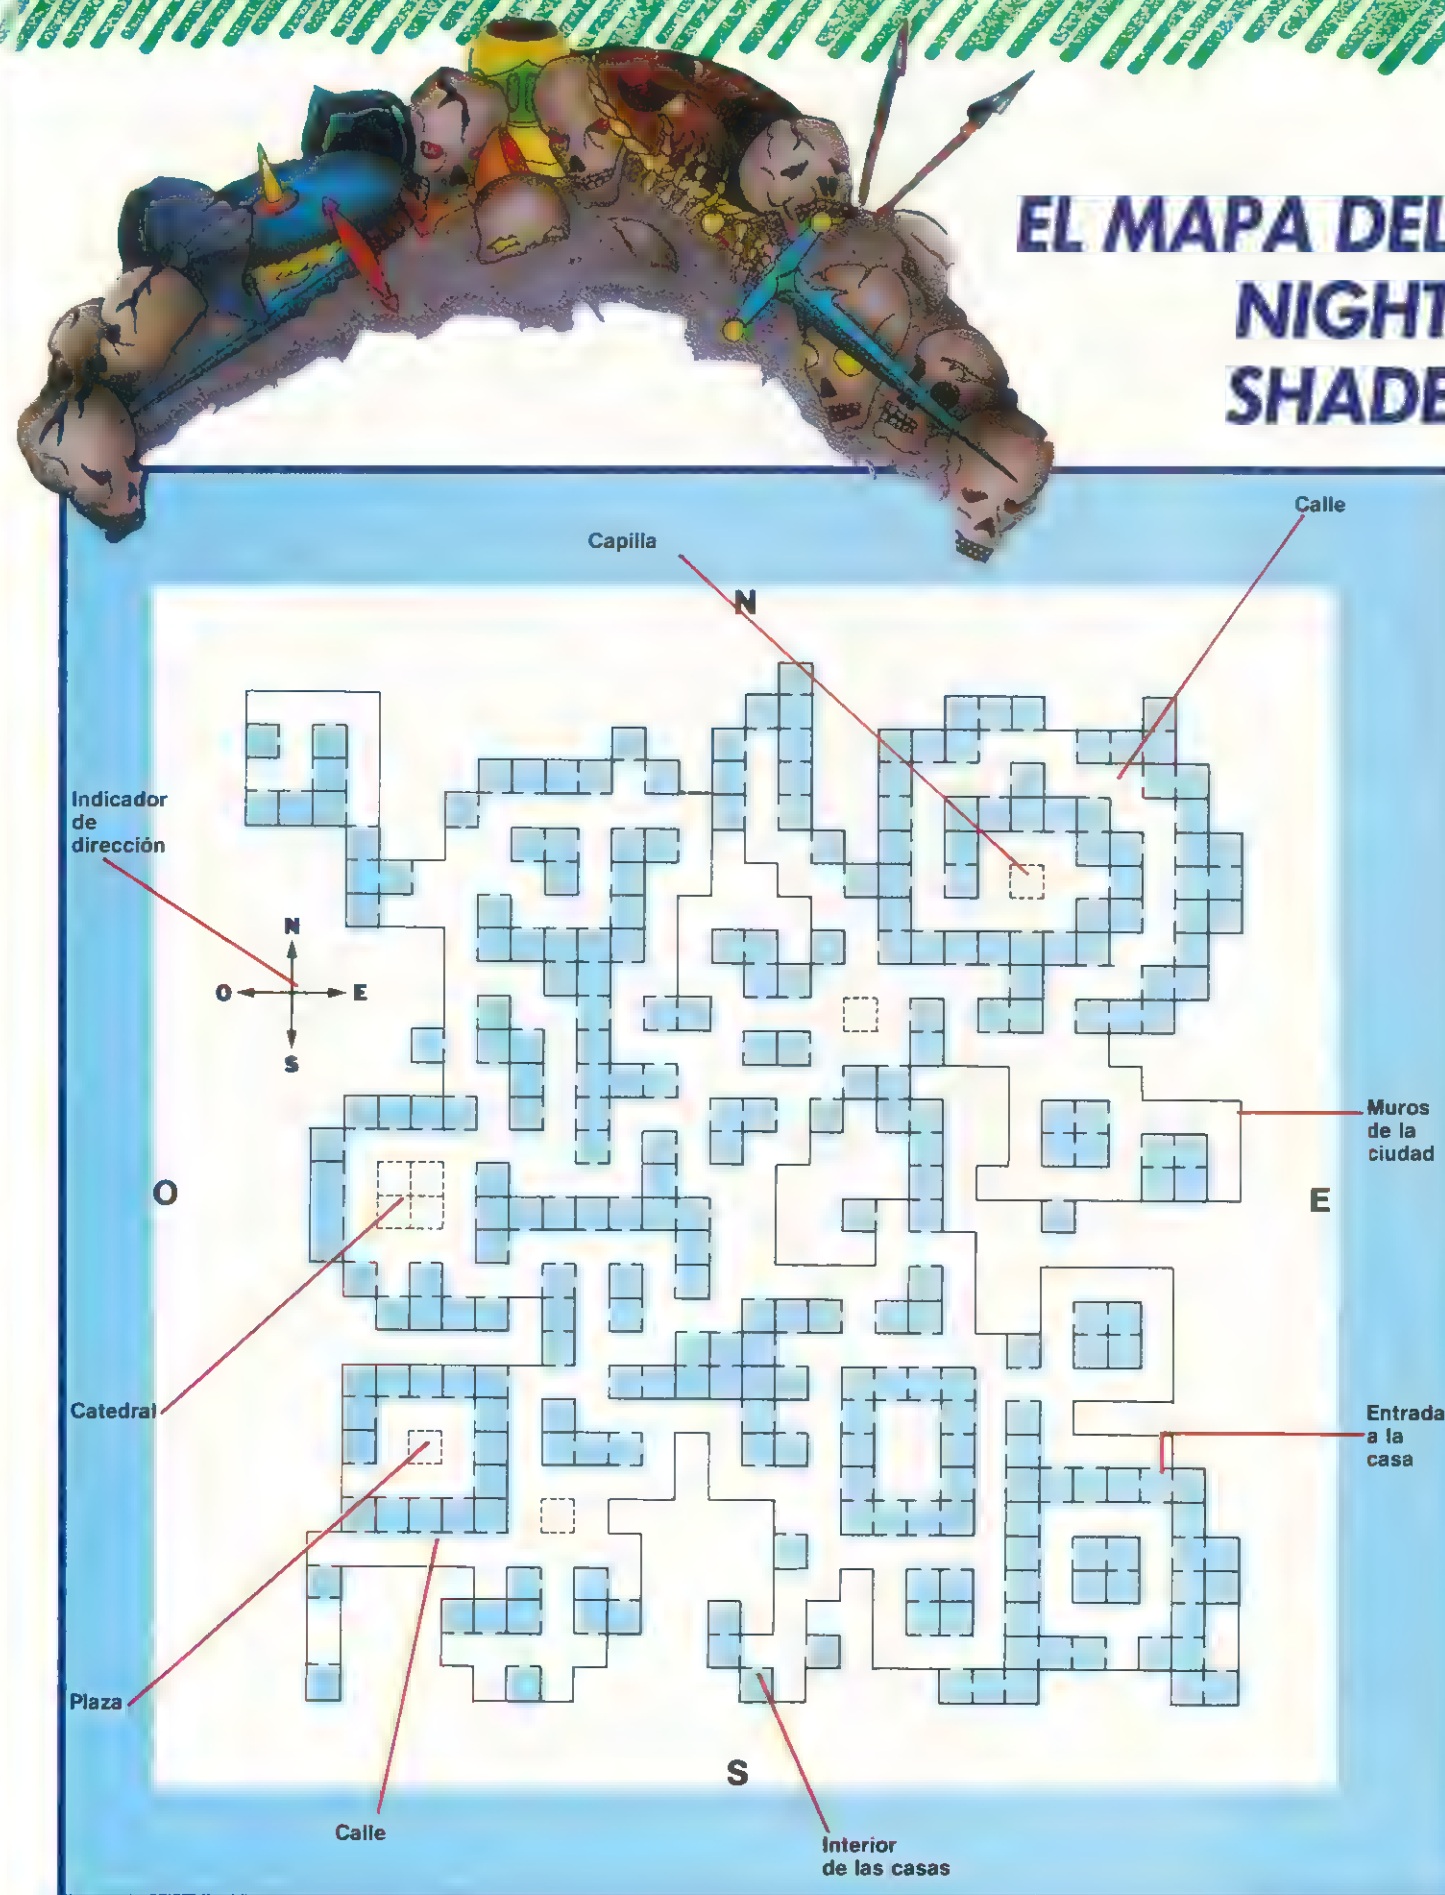 EL MAPA DEL
NIGHT
SHADE
Calle
Capilla
N
Indicador
de
dirección
N
O
E
S
Muros
de la
ciudad
O
E
Catedral
Entrada
a la
casa
Plaza
S
Calle
Interior
de las casas